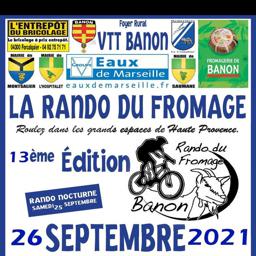 L'ENTREPÔT
DU BRICOLAGE
Le bricolage à prix entrepôt.
04300 Forcalquier - 04 92 75 71 71
BANON
Foyer Rural
VTT BANON
MAIRIE de
MONTSALIER
MAIRIE de
L'HOSPITALET
Eaux
de Marseille
eauxdemarseille.fr
MAIRIE de
SAUMANE
FROMAGERIE DE
BANON
LA RANDO DU FROMAGE
Roulez dans les grands espaces de Haute Provence.
13ème Édition
Rando du
Fromage
Banon
RANDO NOCTURNE
SAMEDI 25 SEPTEMBRE
26 SEPTEMBRE 2021